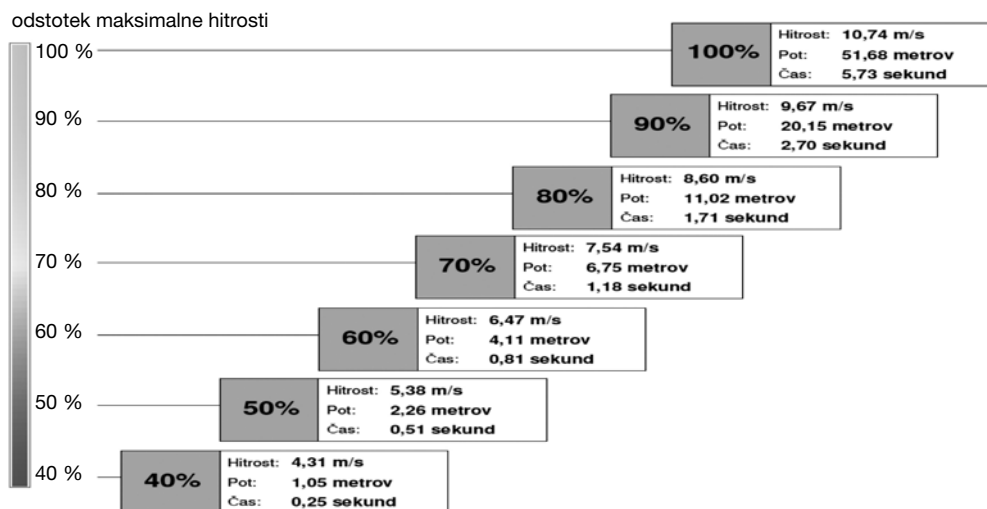 odstotek maksimalne hitrosti
100 %
100%
Hitrost: 10,74 m/s
Pot: 51,68 metrov
Čas: 5,73 sekund
90 %
90%
Hitrost: 9,67 m/s
Pot: 20,15 metrov
Čas: 2,70 sekund
80 %
80%
Hitrost: 8,60 m/s
Pot: 11,02 metrov
Čas: 1,71 sekund
70 %
70%
Hitrost: 7,54 m/s
Pot: 6,75 metrov
Čas: 1,18 sekund
60 %
60%
Hitrost: 6,47 m/s
Pot: 4,11 metrov
Čas: 0,81 sekund
50 %
50%
Hitrost: 5,38 m/s
Pot: 2,26 metrov
Čas: 0,51 sekund
40 %
40%
Hitrost: 4,31 m/s
Pot: 1,05 metrov
Čas: 0,25 sekund